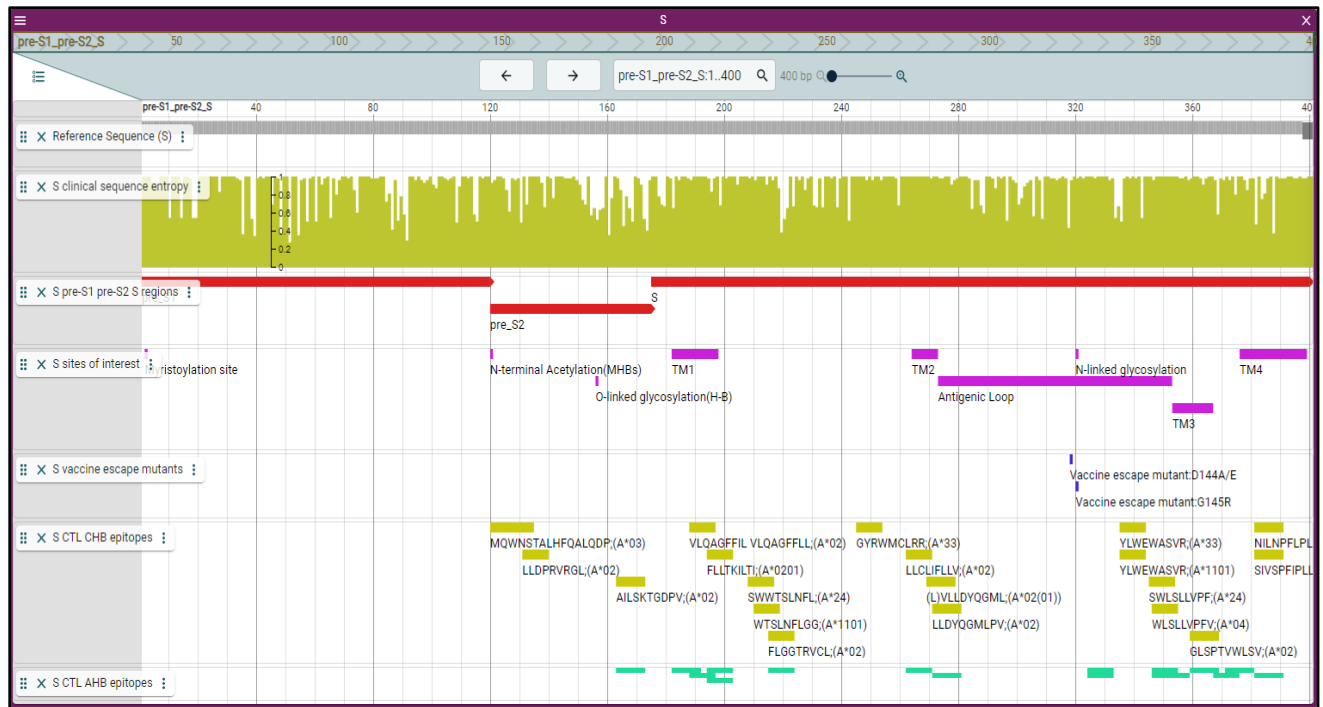 S
pre-S1_pre-S2_S 50 100 150 200 250 300 350 4
pre-S1_pre-S2_S:1..400 400 bp
pre-S1_pre-S2_S 40 80 120 160 200 240 280 320 360 40
Reference Sequence (S)
S clinical sequence entropy
1
0.8
0.6
0.4
0.2
0
S pre-S1 pre-S2 S regions
S
pre_S2
S sites of interest
Myristoylation site N-terminal Acetylation(MHBs) TM1 TM2 N-linked glycosylation TM4
O-linked glycosylation(H-B) Antigenic Loop
TM3
S vaccine escape mutants
Vaccine escape mutant:D144A/E
Vaccine escape mutant:G145R
S CTL CHB epitopes
MQWNSTALHFQALQDP;(A*03) VLQAGFFIL VLQAGFFLL;(A*02) GYRWMCLRR;(A*33) YLWEWASVR;(A*33) NILNPFLPL
LLDPRVRGL;(A*02) FLLTKILTI;(A*0201) LLCLIFLLV;(A*02) YLWEWASVR;(A*1101) SIVSPFIPLL
AILSKTGDPV;(A*02) SWWTSLNFL;(A*24) (L)VLLDYQGML;(A*02(01)) SWLSLLVPF;(A*24)
WTSLNFLGG;(A*1101) LLDYQGMLPV;(A*02) WLSLLVPFV;(A*04)
FLGGTRVCL;(A*02) GLSPTVWLSV;(A*02)
S CTL AHB epitopes